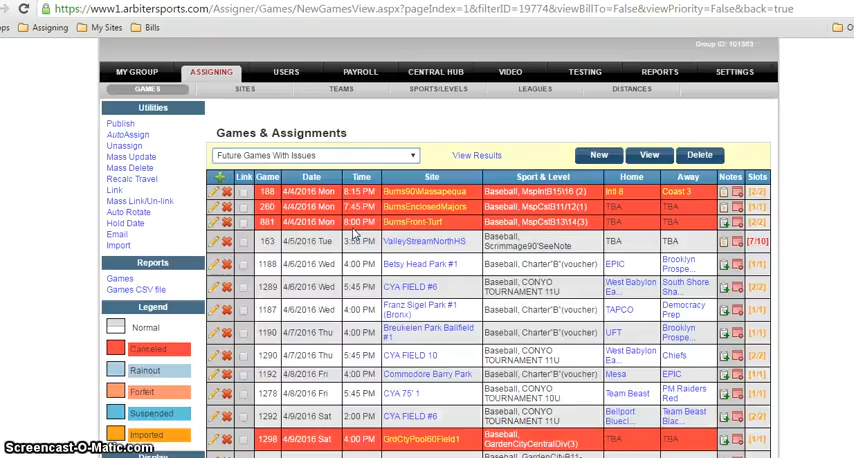 https://www1.arbitersports.com/Assigner/Games/NewGamesView.aspx?pageIndex=1&filterID=19774&viewBillTo=False&viewPriority=False&back=true
Assigning My Sites Bills
Group ID: 101563
MY GROUP ASSIGNING USERS PAYROLL CENTRAL HUB VIDEO TESTING REPORTS SETTINGS
GAMES SITES TEAMS SPORTS/LEVELS LEAGUES DISTANCES
Utilities
Publish
AutoAssign
Unassign
Mass Update
Mass Delete
Recalc Travel
Link
Mass Link/Un-link
Auto Rotate
Hold Date
Email
Import
Reports
Games
Games CSV file
Legend
Normal
Canceled
Rainout
Forfeit
Suspended
Imported
Display
Games & Assignments
Future Games With Issues View Results New View Delete
Link Game Date Time Site Sport & Level Home Away Notes Slots
188 4/4/2016 Mon 8:15 PM Burns90\Massapequa Baseball, MspIntB15\16 (2) Intl 8 Coast 3 [2/2]
260 4/4/2016 Mon 7:45 PM BurnsEnclosedMajors Baseball, MspCstB11/12(1) TBA TBA [1/1]
881 4/4/2016 Mon 8:00 PM BurnsFront-Turf Baseball, MspCstB13\14(3) TBA TBA [2/2]
163 4/5/2016 Tue 3:50 PM ValleyStreamNorthHS Baseball, Scrimmage90'SeeNote TBA TBA [7/10]
1188 4/6/2016 Wed 4:00 PM Betsy Head Park #1 Baseball, Charter"B"(voucher) EPIC Brooklyn Prospe... [1/1]
1289 4/6/2016 Wed 5:45 PM CYA FIELD #6 Baseball, CONYO TOURNAMENT 11U West Babylon Ea... South Shore Sha... [2/2]
1187 4/6/2016 Wed 4:00 PM Franz Sigel Park #1 (Bronx) Baseball, Charter"B"(voucher) TAPCO Democracy Prep [1/1]
1190 4/7/2016 Thu 4:00 PM Breukelen Park Ballfield #1 Baseball, Charter"B"(voucher) UFT Brooklyn Prospe... [1/1]
1290 4/7/2016 Thu 5:45 PM CYA FIELD 10 Baseball, CONYO TOURNAMENT 11U West Babylon Ea... Chiefs [2/2]
1192 4/8/2016 Fri 4:00 PM Commodore Barry Park Baseball, Charter"B"(voucher) Mesa EPIC [1/1]
1278 4/8/2016 Fri 5:45 PM CYA 75' 1 Baseball, CONYO TOURNAMENT 10U Team Beast PM Raiders Red [2/2]
1292 4/9/2016 Sat 2:00 PM CYA FIELD #6 Baseball, CONYO TOURNAMENT 11U Bellport Bluecl... Team Beast Ma... [2/2]
1298 4/9/2016 Sat 4:00 PM GrdCtyPool60Field1 Baseball, GardenCityCentralDiv(3) TBA TBA [1/1]
Baseball,
Screencast-O-Matic.com